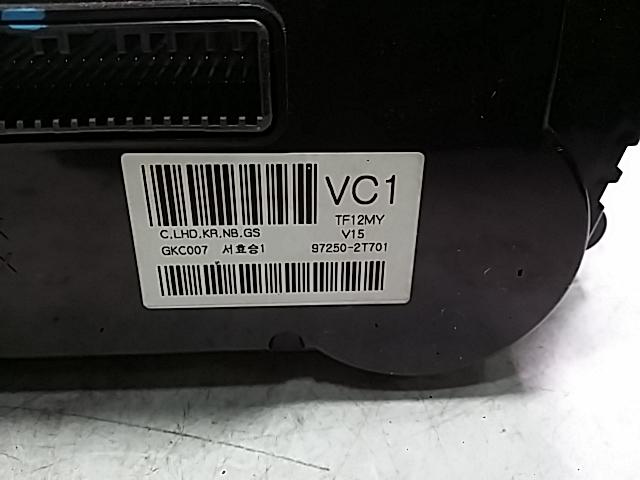 VC1
C,LHD,KR,NB,GS TF12MY
GKC007 서효승1 V15
97250-2T701